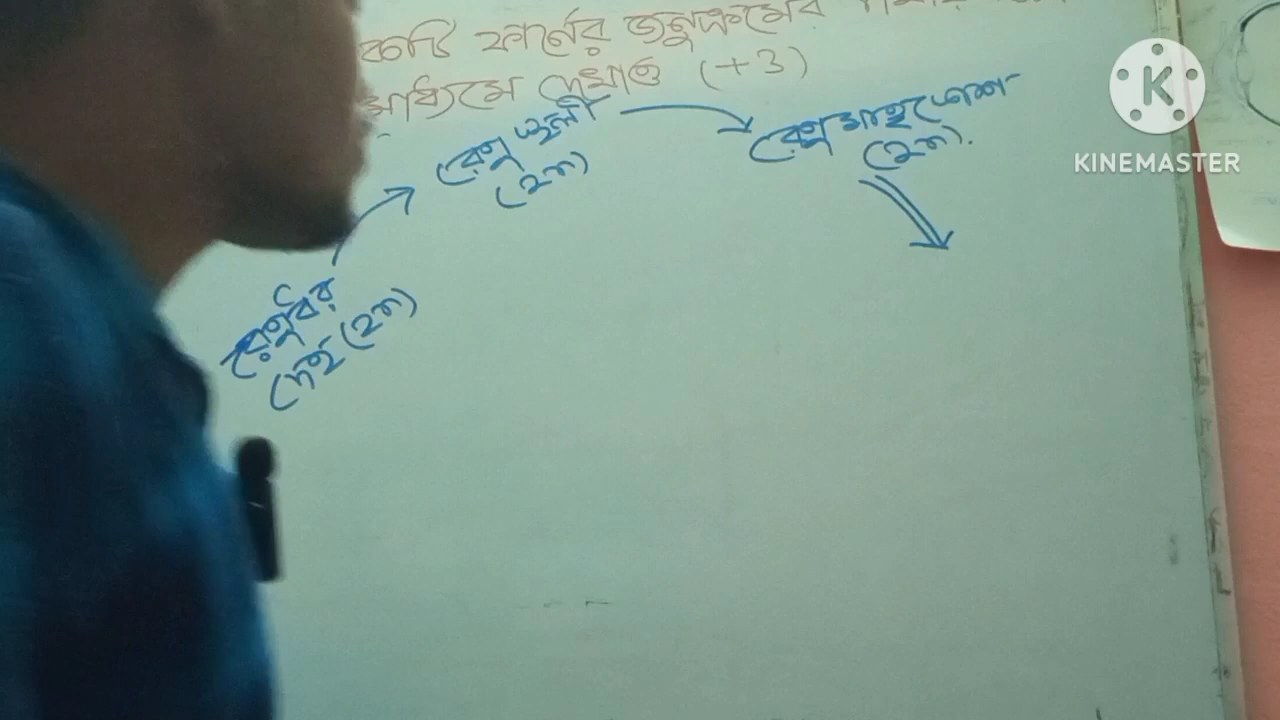 একটি ফার্নের জনুক্রমের
মাধ্যমে দেখাও (+3)
রেণুস্থলী
(2n)
রেণুমাতৃকোশ
(2n).
রেণুধর
দেহ (2n)
KINEMASTER